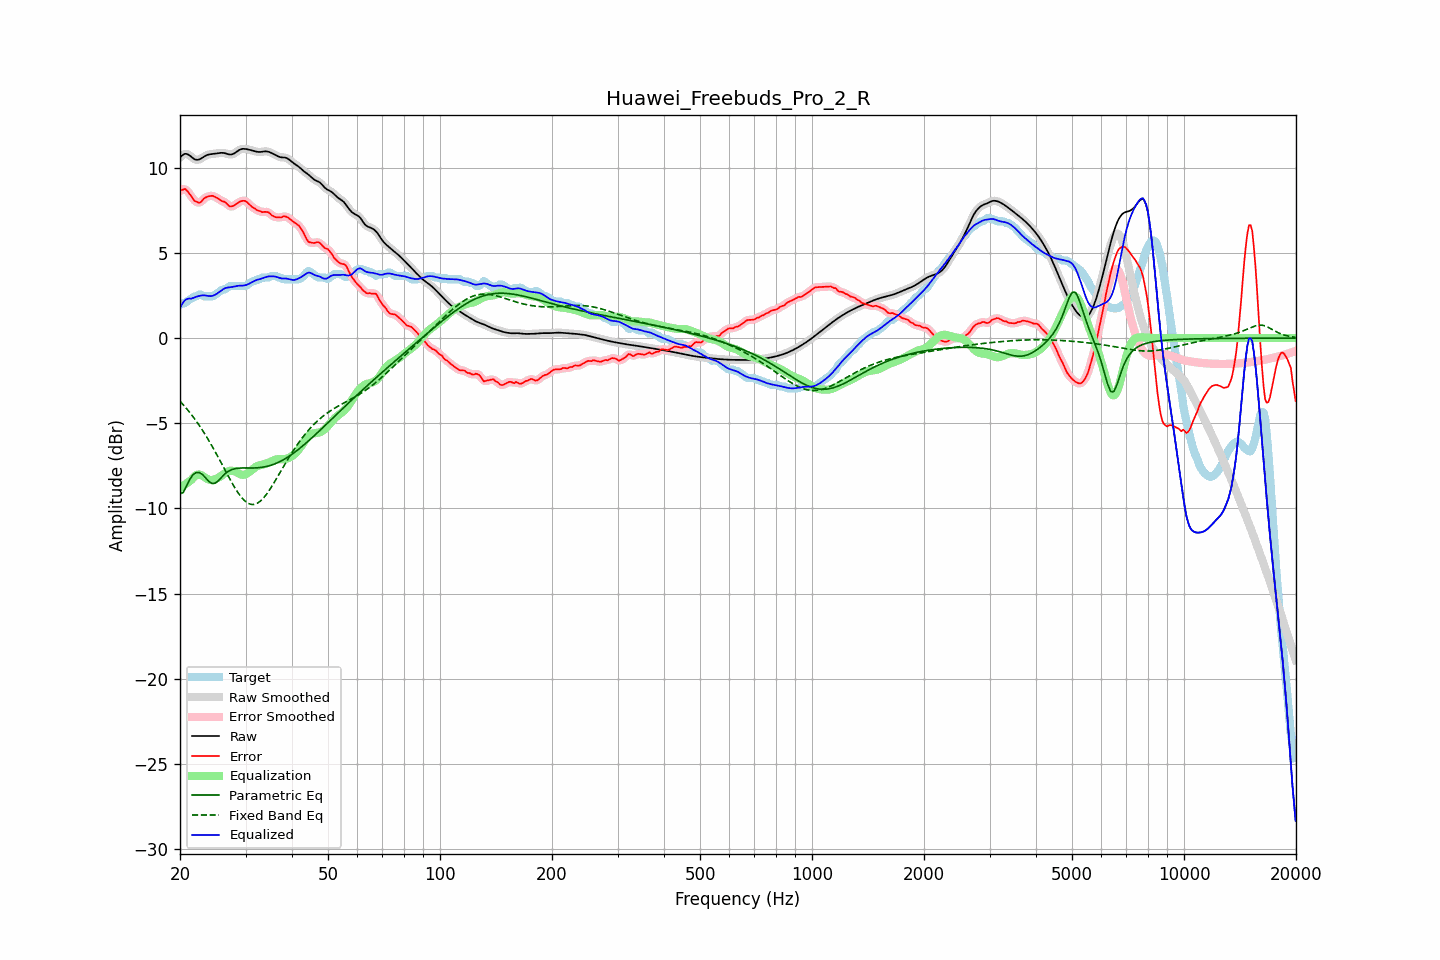 Huawei_Freebuds_Pro_2_R
Amplitude (dBr)
10
5
0
−5
−10
−15
−20
−25
−30
Target
Raw Smoothed
Error Smoothed
Raw
Error
Equalization
Parametric Eq
Fixed Band Eq
Equalized
20 50 100 200 500 1000 2000 5000 10000 20000
Frequency (Hz)